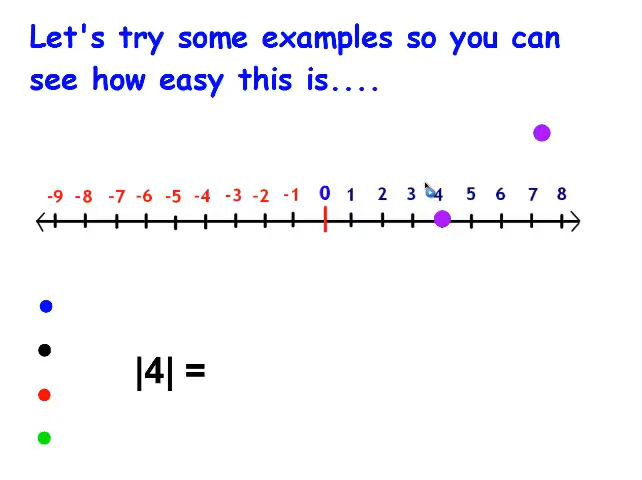 Let's try some examples so you can
see how easy this is....
-9 -8 -7 -6 -5 -4 -3 -2 -1 0 1 2 3 4 5 6 7 8
|4| =